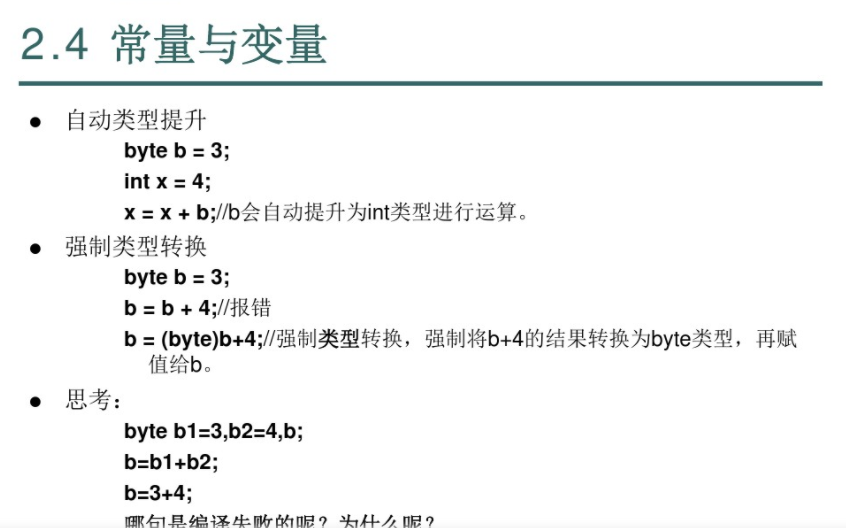 2.4 常量与变量
● 自动类型提升
byte b = 3;
int x = 4;
x = x + b;//b会自动提升为int类型进行运算。
● 强制类型转换
byte b = 3;
b = b + 4;//报错
b = (byte)b+4;//强制类型转换，强制将b+4的结果转换为byte类型，再赋
值给b。
● 思考：
byte b1=3,b2=4,b;
b=b1+b2;
b=3+4;
哪句是编译失败的呢？为什么呢？